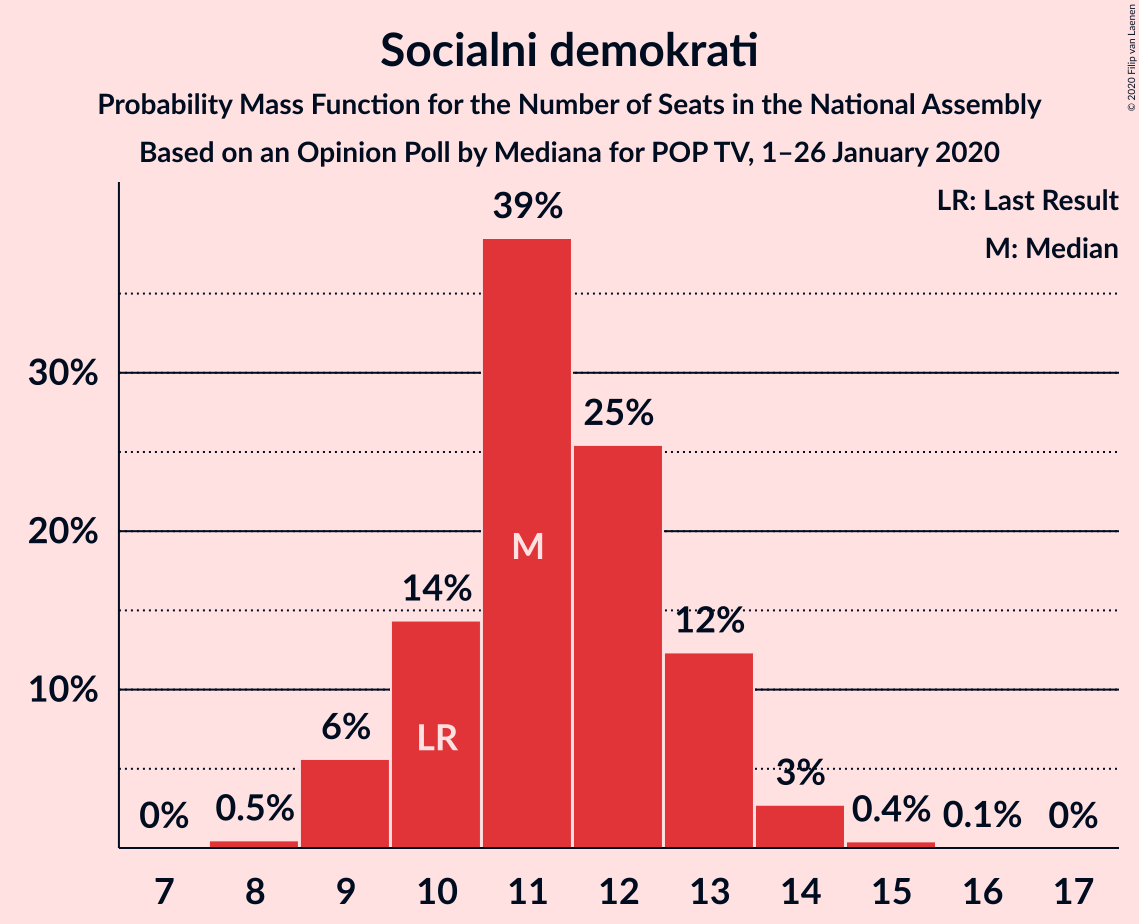 Socialni demokrati
Probability Mass Function for the Number of Seats in the National Assembly
Based on an Opinion Poll by Mediana for POP TV, 1–26 January 2020
© 2020 Filip van Laenen
LR: Last Result
M: Median
39%
30%
25%
20%
M
14%
12%
10%
6%
LR
3%
0%
0.5%
0.4%
0.1%
0%
7 8 9 10 11 12 13 14 15 16 17